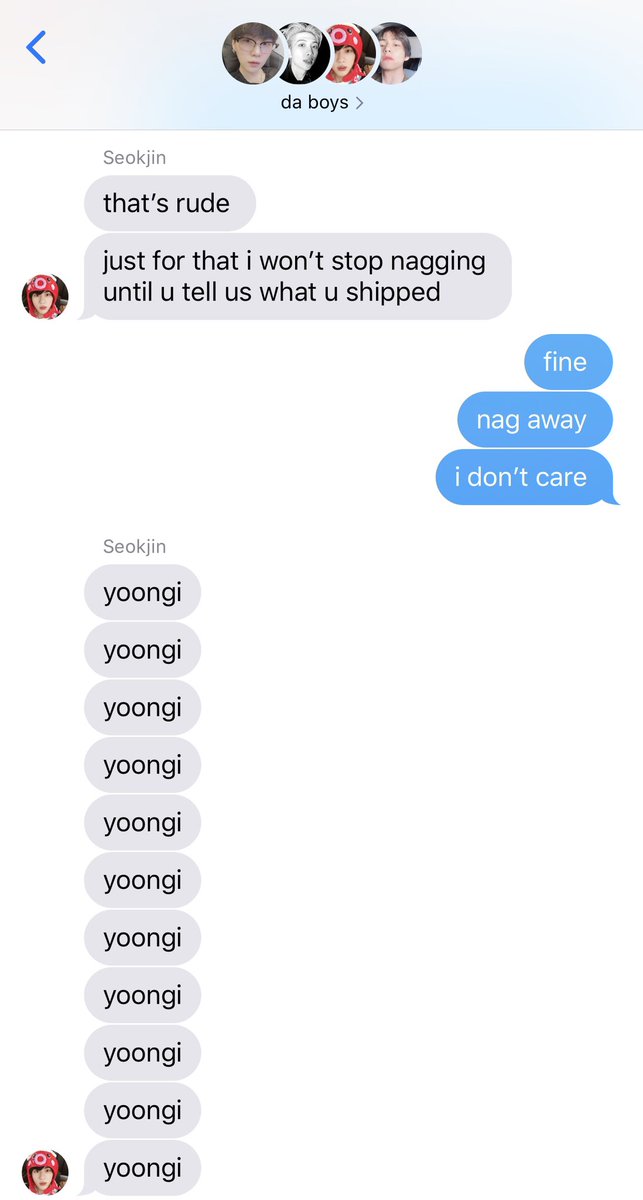 da boys
Seokjin
that’s rude
just for that i won’t stop nagging
until u tell us what u shipped
fine
nag away
i don’t care
Seokjin
yoongi
yoongi
yoongi
yoongi
yoongi
yoongi
yoongi
yoongi
yoongi
yoongi
yoongi